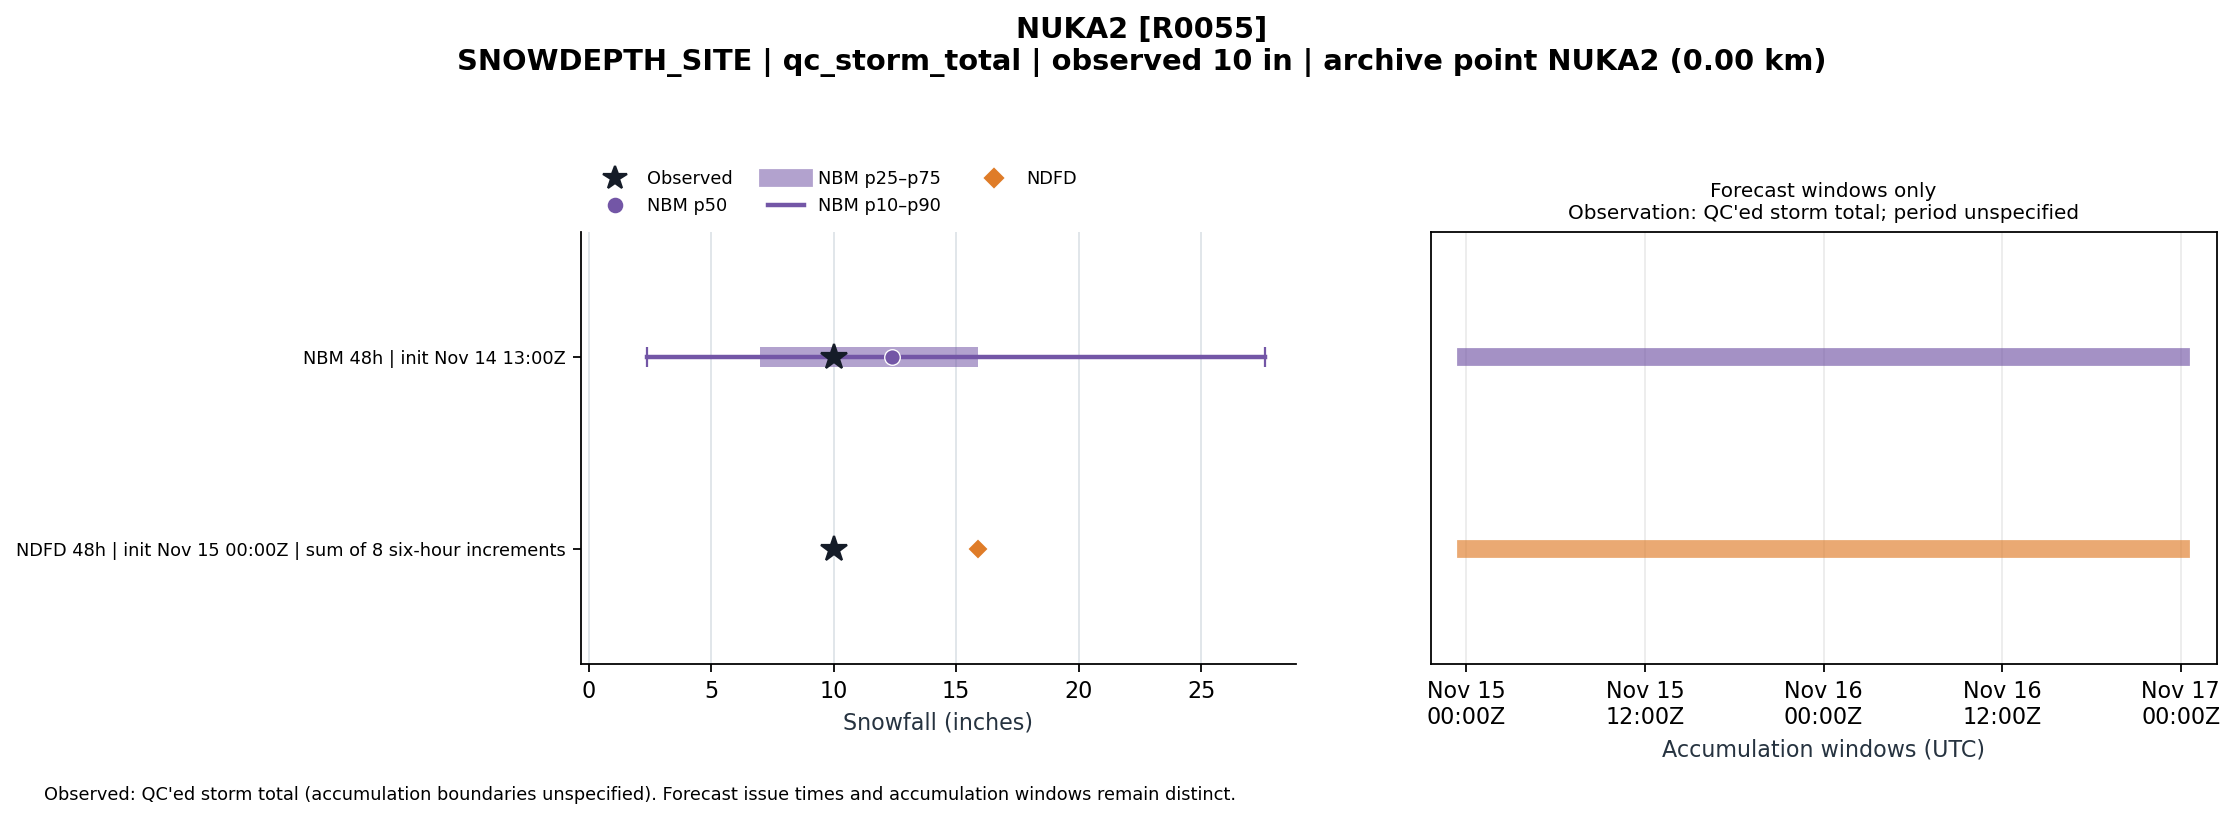 NUKA2 [R0055]
SNOWDEPTH_SITE | qc_storm_total | observed 10 in | archive point NUKA2 (0.00 km)
Observed
NBM p50
NBM p25–p75
NBM p10–p90
NDFD
NBM 48h | init Nov 14 13:00Z
NDFD 48h | init Nov 15 00:00Z | sum of 8 six-hour increments
0 5 10 15 20 25
Snowfall (inches)
Forecast windows only
Observation: QC'ed storm total; period unspecified
Nov 15 Nov 15 Nov 16 Nov 16 Nov 17
00:00Z 12:00Z 00:00Z 12:00Z 00:00Z
Accumulation windows (UTC)
Observed: QC'ed storm total (accumulation boundaries unspecified). Forecast issue times and accumulation windows remain distinct.